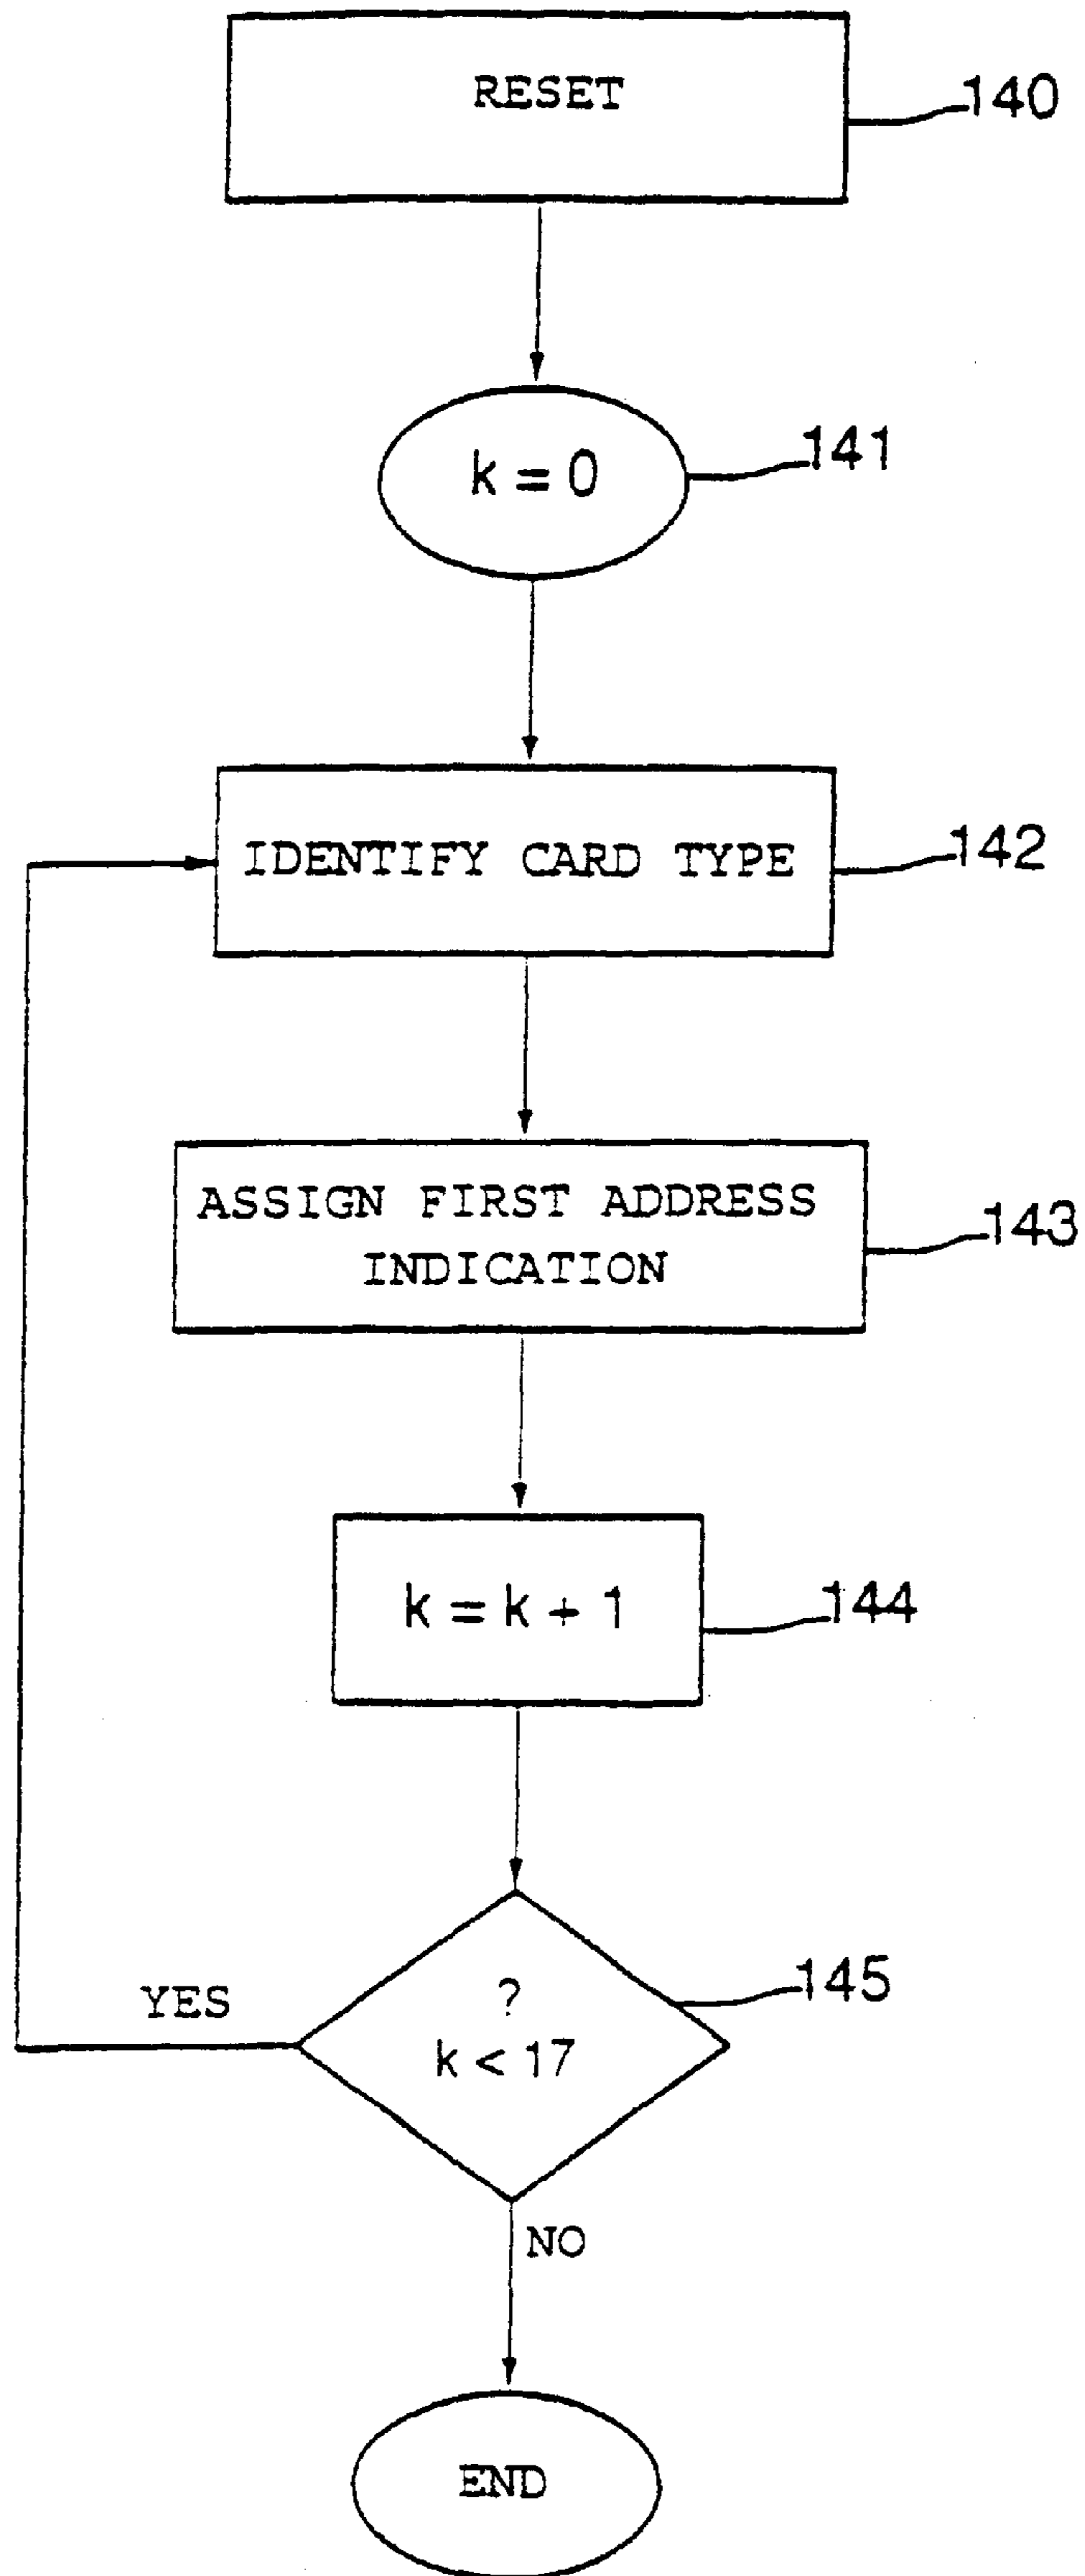 RESET
140
k = 0
141
IDENTIFY CARD TYPE
142
ASSIGN FIRST ADDRESS
INDICATION
143
k = k + 1
144
?
k < 17
145
YES
NO
END